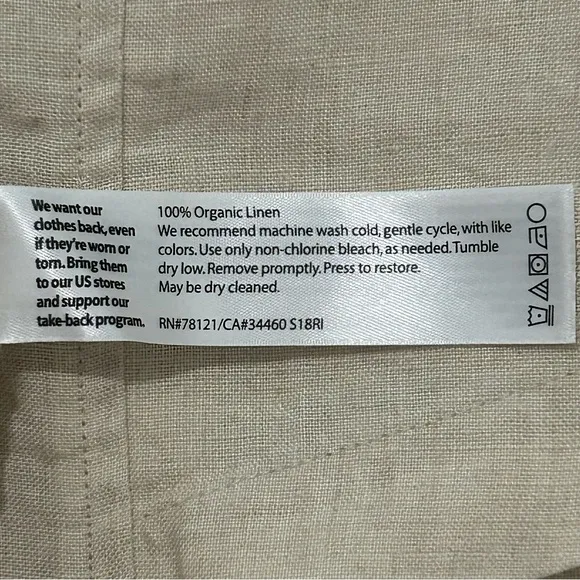 We want our
clothes back, even
if they're worn or
torn. Bring them
to our US stores
and support our
take-back program.
100% Organic Linen
We recommend machine wash cold, gentle cycle, with like
colors. Use only non-chlorine bleach, as needed. Tumble
dry low. Remove promptly. Press to restore.
May be dry cleaned.
RN#78121/CA#34460 S18RI